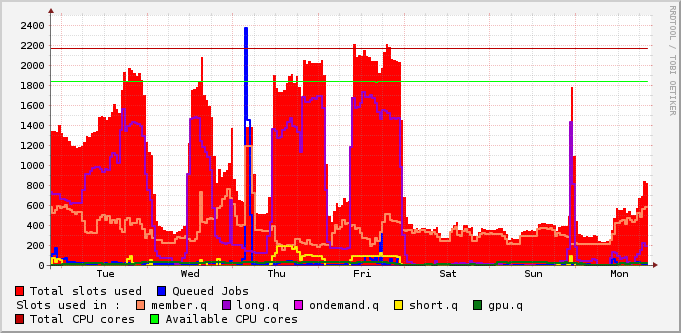 2400
2200
2000
1800
1600
1400
1200
1000
800
600
400
200
0
Tue Wed Thu Fri Sat Sun Mon
Total slots used Queued Jobs
Slots used in : member.q long.q ondemand.q short.q gpu.q
Total CPU cores Available CPU cores
RRDTOOL / TOBI OETIKER